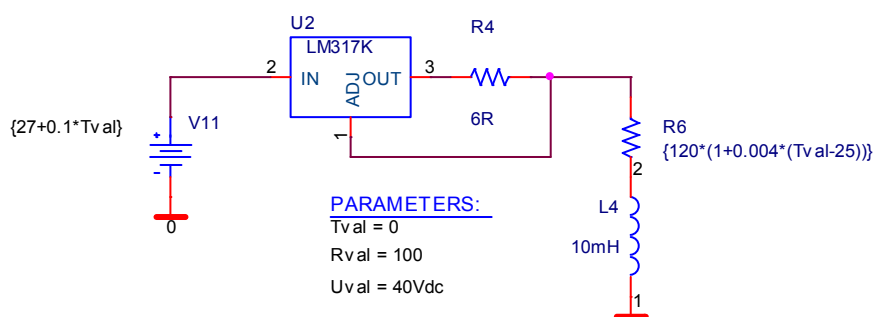 U2
R4
LM317K
2
IN
ADJ
OUT
3
1
6R
{27+0.1*Tval}
V11
+
-
0
R6
{120*(1+0.004*(Tval-25))}
2
L4
10mH
1
PARAMETERS:
Tval = 0
Rval = 100
Uval = 40Vdc